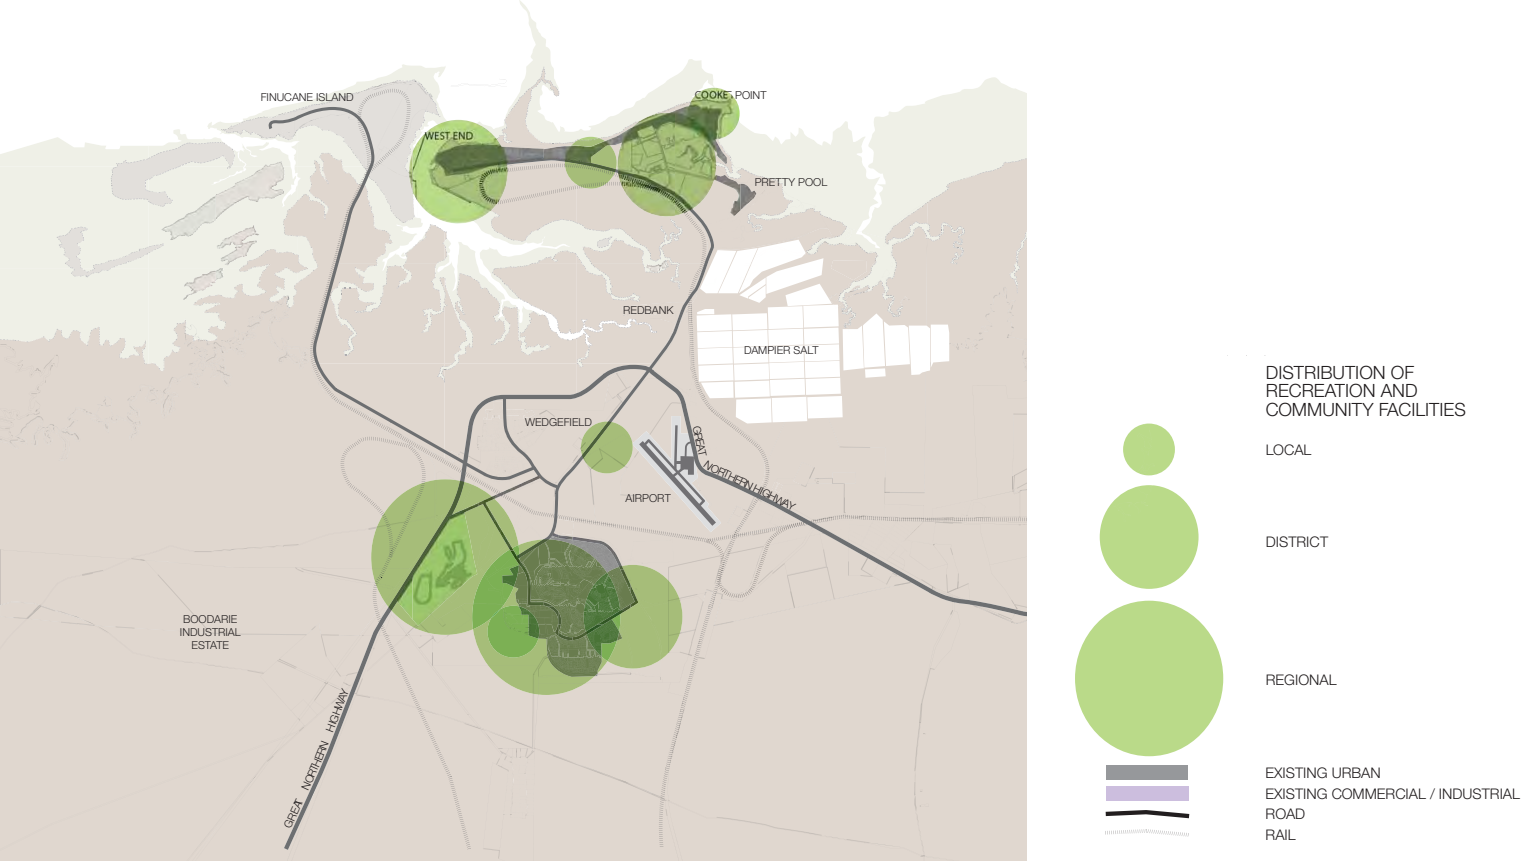 FINUCANE ISLAND
WEST END
COOKE POINT
PRETTY POOL
REDBANK
DAMPIER SALT
WEDGEFIELD
GREAT NORTHERN HIGHWAY
AIRPORT
BOODARIE
INDUSTRIAL
ESTATE
GREAT NORTHERN HIGHWAY
DISTRIBUTION OF
RECREATION AND
COMMUNITY FACILITIES
LOCAL
DISTRICT
REGIONAL
EXISTING URBAN
EXISTING COMMERCIAL / INDUSTRIAL
ROAD
RAIL